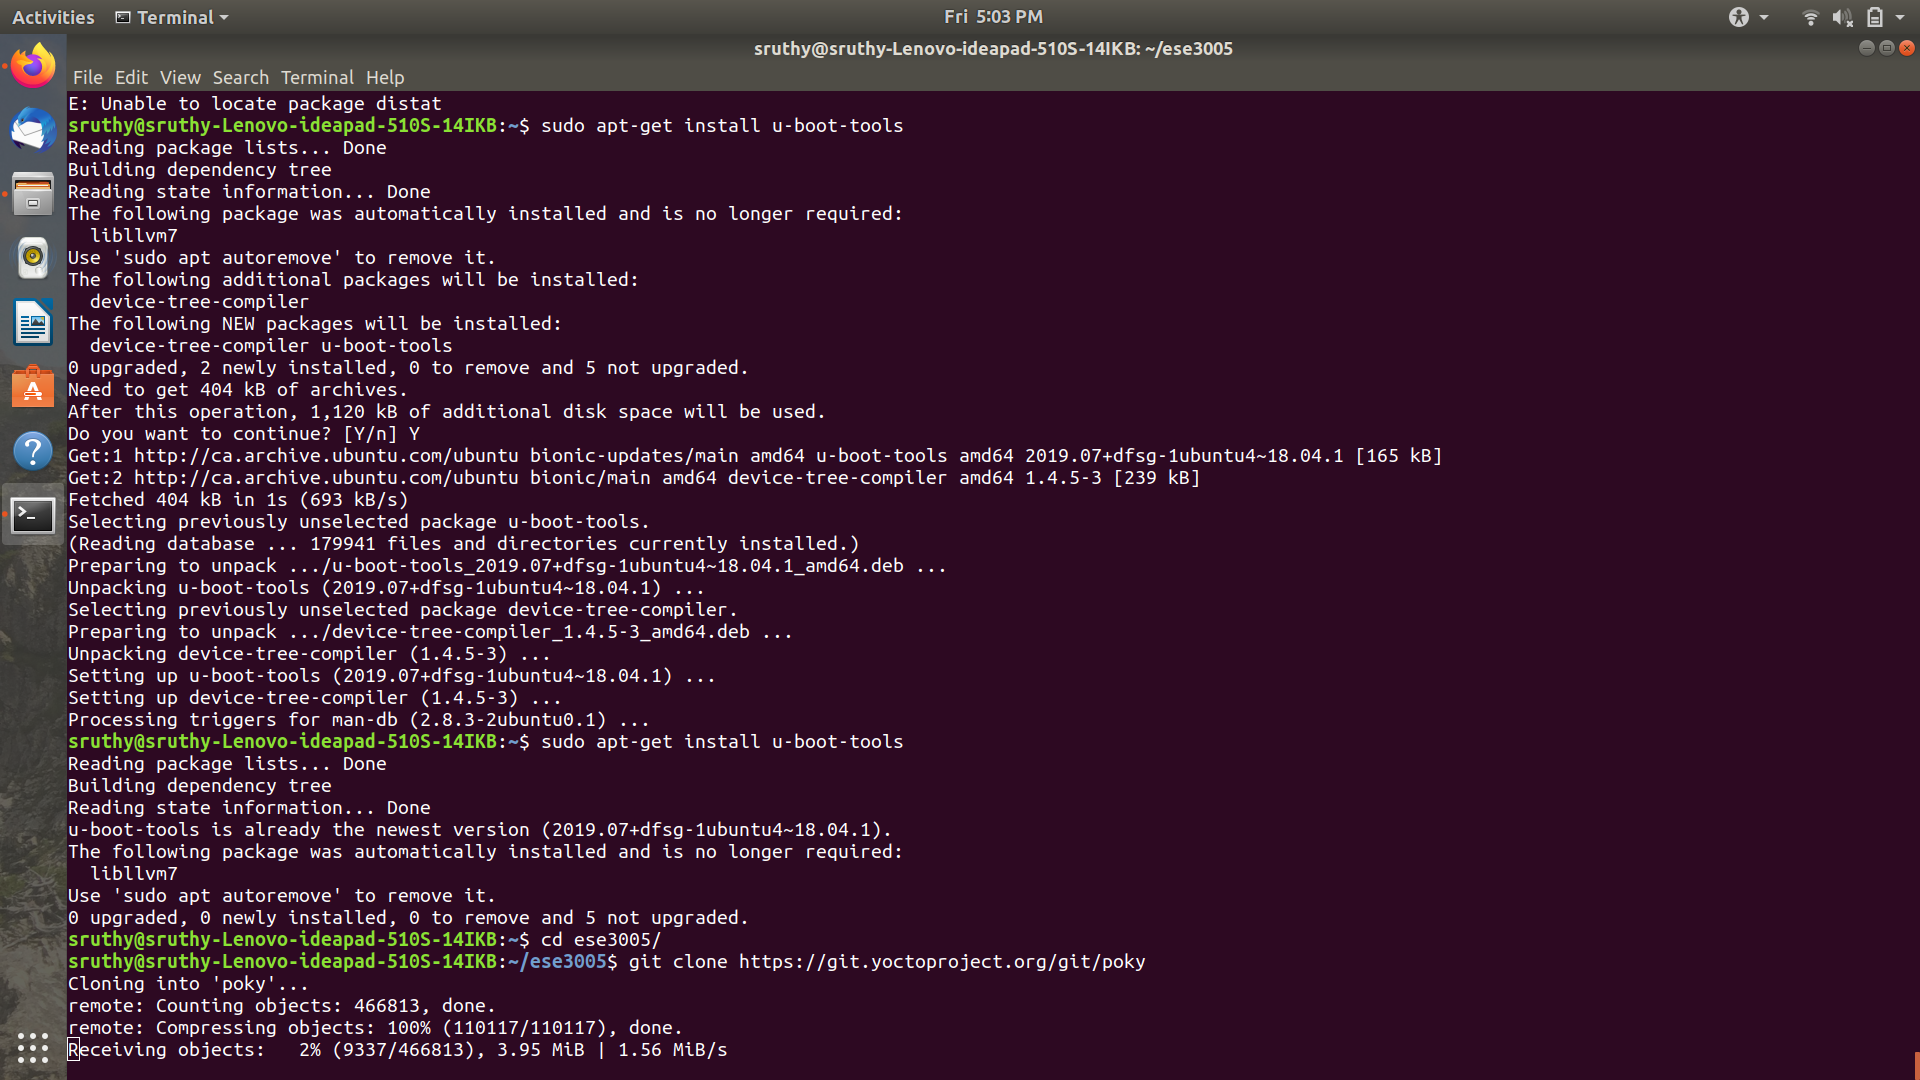 Activities Terminal Fri 5:03 PM
sruthy@sruthy-Lenovo-ideapad-510S-14IKB: ~/ese3005
File Edit View Search Terminal Help
E: Unable to locate package distat
sruthy@sruthy-Lenovo-ideapad-510S-14IKB:~$ sudo apt-get install u-boot-tools
Reading package lists... Done
Building dependency tree
Reading state information... Done
The following package was automatically installed and is no longer required:
  libllvm7
Use 'sudo apt autoremove' to remove it.
The following additional packages will be installed:
  device-tree-compiler
The following NEW packages will be installed:
  device-tree-compiler u-boot-tools
0 upgraded, 2 newly installed, 0 to remove and 5 not upgraded.
Need to get 404 kB of archives.
After this operation, 1,120 kB of additional disk space will be used.
Do you want to continue? [Y/n] Y
Get:1 http://ca.archive.ubuntu.com/ubuntu bionic-updates/main amd64 u-boot-tools amd64 2019.07+dfsg-1ubuntu4~18.04.1 [165 kB]
Get:2 http://ca.archive.ubuntu.com/ubuntu bionic/main amd64 device-tree-compiler amd64 1.4.5-3 [239 kB]
Fetched 404 kB in 1s (693 kB/s)
Selecting previously unselected package u-boot-tools.
(Reading database ... 179941 files and directories currently installed.)
Preparing to unpack .../u-boot-tools_2019.07+dfsg-1ubuntu4~18.04.1_amd64.deb ...
Unpacking u-boot-tools (2019.07+dfsg-1ubuntu4~18.04.1) ...
Selecting previously unselected package device-tree-compiler.
Preparing to unpack .../device-tree-compiler_1.4.5-3_amd64.deb ...
Unpacking device-tree-compiler (1.4.5-3) ...
Setting up u-boot-tools (2019.07+dfsg-1ubuntu4~18.04.1) ...
Setting up device-tree-compiler (1.4.5-3) ...
Processing triggers for man-db (2.8.3-2ubuntu0.1) ...
sruthy@sruthy-Lenovo-ideapad-510S-14IKB:~$ sudo apt-get install u-boot-tools
Reading package lists... Done
Building dependency tree
Reading state information... Done
u-boot-tools is already the newest version (2019.07+dfsg-1ubuntu4~18.04.1).
The following package was automatically installed and is no longer required:
  libllvm7
Use 'sudo apt autoremove' to remove it.
0 upgraded, 0 newly installed, 0 to remove and 5 not upgraded.
sruthy@sruthy-Lenovo-ideapad-510S-14IKB:~$ cd ese3005/
sruthy@sruthy-Lenovo-ideapad-510S-14IKB:~/ese3005$ git clone https://git.yoctoproject.org/git/poky
Cloning into 'poky'...
remote: Counting objects: 466813, done.
remote: Compressing objects: 100% (110117/110117), done.
Receiving objects:   2% (9337/466813), 3.95 MiB | 1.56 MiB/s